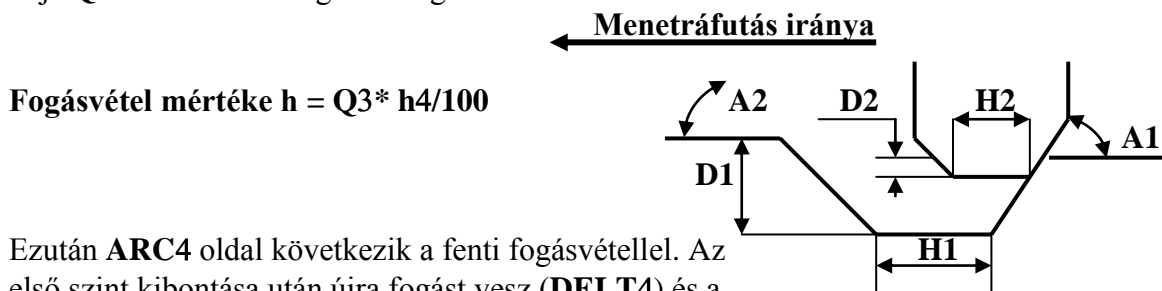 Menetráfutás iránya
Fogásvétel mértéke h = Q3* h4/100
A2
D2
H2
A1
D1
Ezután ARC4 oldal következik a fenti fogásvétellel. Az
H1
első szint kibontása után újra fogást vesz (DELT4) és a